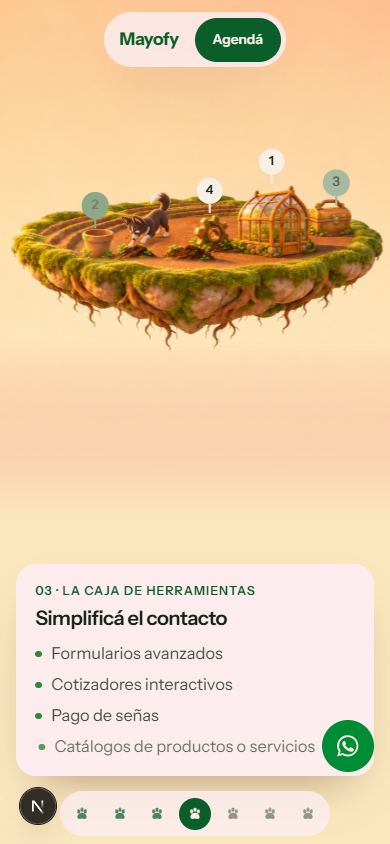 Mayofy
Agendá
1
3
4
2
03 · LA CAJA DE HERRAMIENTAS
Simplificá el contacto
Formularios avanzados
Cotizadores interactivos
Pago de señas
Catálogos de productos o servicios
N